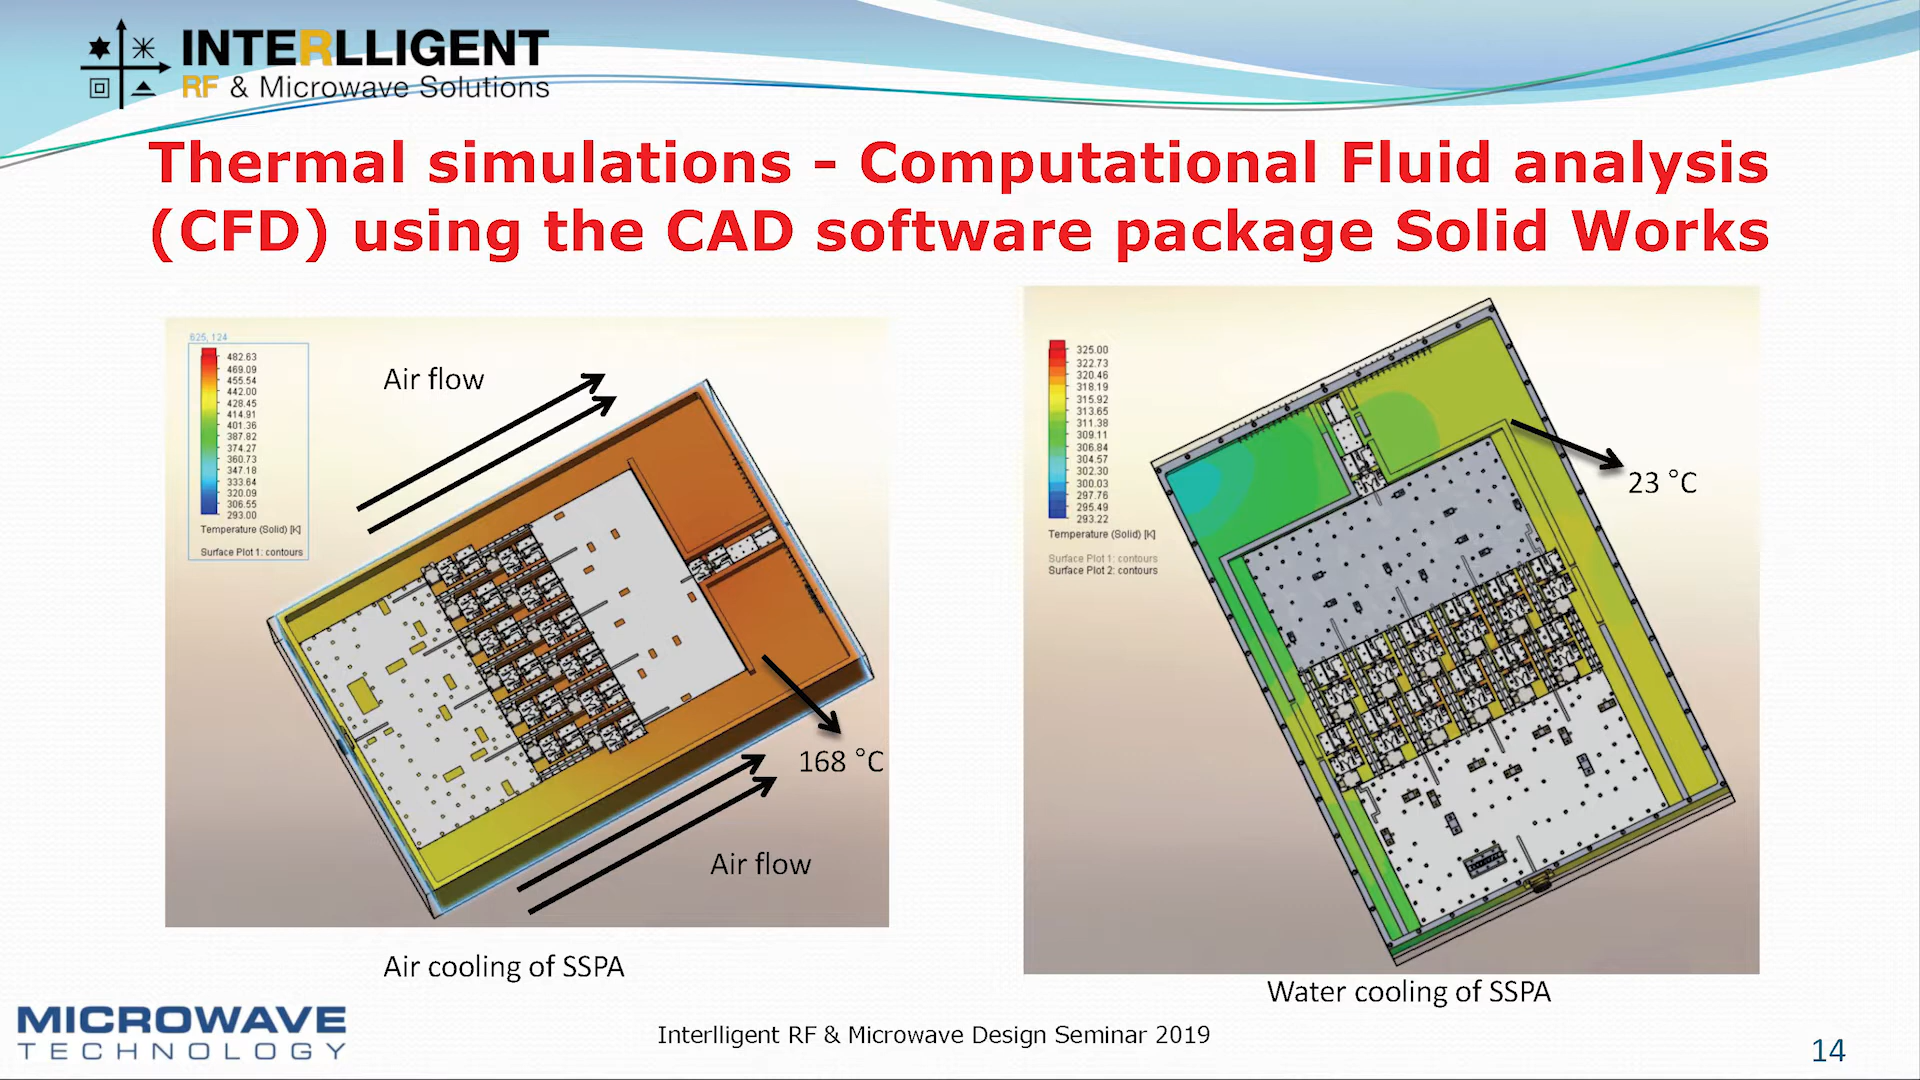 INTERLLIGENT
RF & Microwave Solutions
Thermal simulations - Computational Fluid analysis
(CFD) using the CAD software package Solid Works
625, 124
482.63
469.09
455.54
442.00
428.45
414.91
401.36
387.82
374.27
360.73
347.18
333.64
320.09
306.55
293.00
Temperature (Solid) [K]
Surface Plot 1: contours
Air flow
168 °C
Air flow
Air cooling of SSPA
325.00
322.73
320.46
318.19
315.92
313.65
311.38
309.11
306.84
304.57
302.30
300.03
297.76
295.49
293.22
Temperature (Solid) [K]
Surface Plot 1: contours
Surface Plot 2: contours
23 °C
Water cooling of SSPA
MICROWAVE
TECHNOLOGY
Interlligent RF & Microwave Design Seminar 2019
14